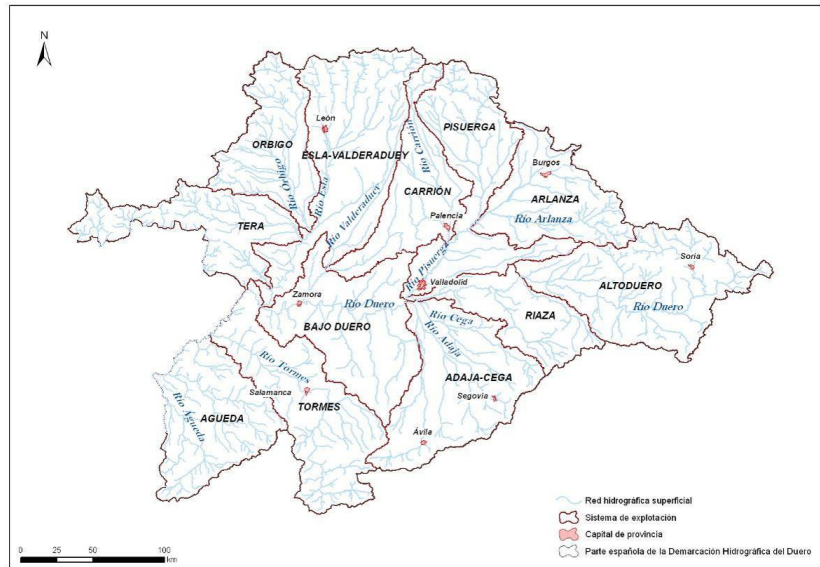 N
León
PISUERGA
ORBIGO
ESLA-VALDERADUEY
Río Carrión
Burgos
Río Orbigo
Río Esla
CARRIÓN
ARLANZA
Río Valderaduey
Palencia
Río Arlanza
TERA
Río Pisuerga
Soria
Valladolid
ALTODUERO
Zamora
Río Duero
Río Duero
RIAZA
BAJO DUERO
Río Cega
Río Adaja
Río Tormes
ADAJA-CEGA
Salamanca
Segovia
TORMES
AGUEDA
Río Agueda
Ávila
Red hidrográfica superficial
Sistema de explotación
Capital de provincia
Parte española de la Demarcación Hidrográfica del Duero
0 25 50 100
km